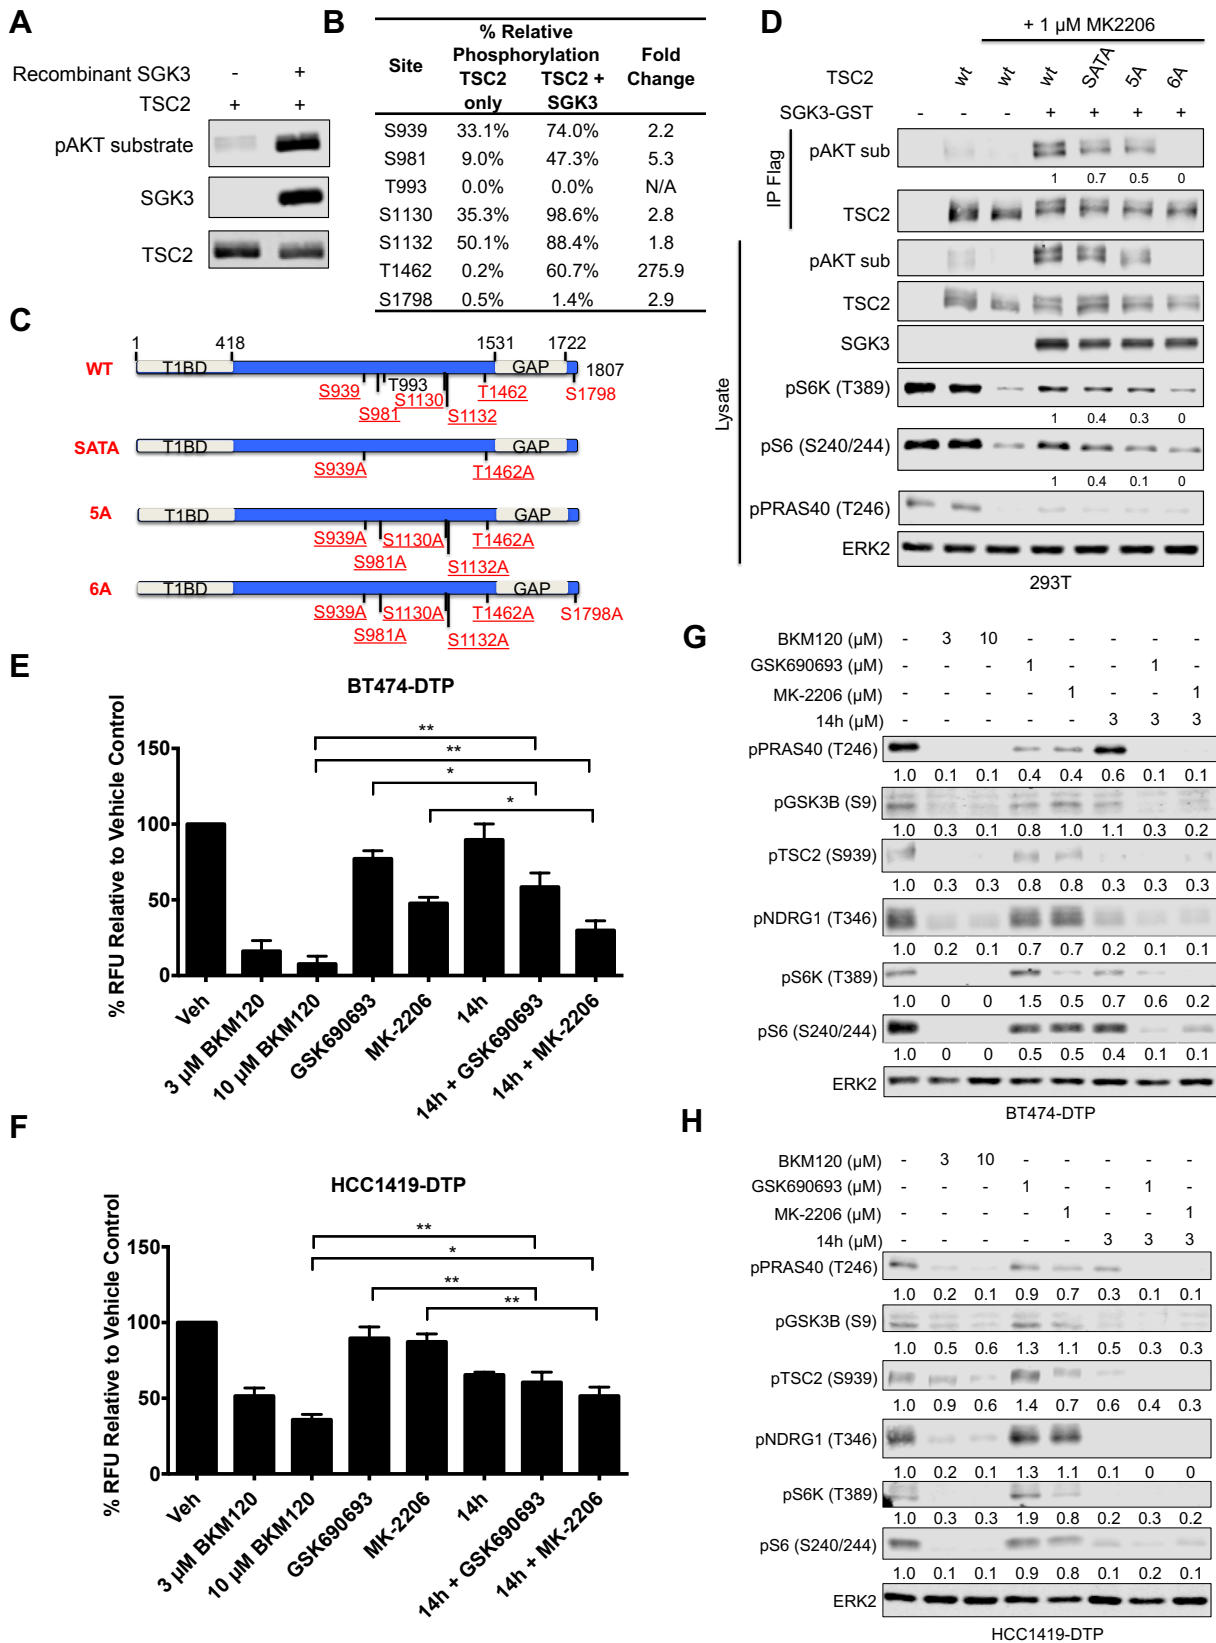 A
Recombinant SGK3 - +
TSC2 + +
pAKT substrate
SGK3
TSC2
B
% Relative Phosphorylation
Site TSC2 only TSC2 + SGK3 Fold Change
S939 33.1% 74.0% 2.2
S981 9.0% 47.3% 5.3
T993 0.0% 0.0% N/A
S1130 35.3% 98.6% 2.8
S1132 50.1% 88.4% 1.8
T1462 0.2% 60.7% 275.9
S1798 0.5% 1.4% 2.9
C
1 418 1531 1722
WT T1BD GAP 1807
S939 S981 T993 S1130 S1132 T1462 S1798
SATA T1BD GAP
S939A T1462A
5A T1BD GAP
S939A S981A S1130A S1132A T1462A
6A T1BD GAP
S939A S981A S1130A S1132A T1462A S1798A
D
+ 1 µM MK2206
TSC2 - wt wt wt SATA 5A 6A
SGK3-GST - - - + + + +
IP Flag
pAKT sub
1 0.7 0.5 0
TSC2
Lysate
pAKT sub
TSC2
SGK3
pS6K (T389)
1 0.4 0.3 0
pS6 (S240/244)
1 0.4 0.1 0
pPRAS40 (T246)
ERK2
293T
E
BT474-DTP
% RFU Relative to Vehicle Control
150
100
50
0
** ** * *
Veh
3 µM BKM120
10 µM BKM120
GSK690693
MK-2206
14h
14h + GSK690693
14h + MK-2206
F
HCC1419-DTP
% RFU Relative to Vehicle Control
150
100
50
0
** * ** **
Veh
3 µM BKM120
10 µM BKM120
GSK690693
MK-2206
14h
14h + GSK690693
14h + MK-2206
G
BKM120 (µM) - 3 10 - - - - -
GSK690693 (µM) - - - 1 - - 1 -
MK-2206 (µM) - - - - 1 - - 1
14h (µM) - - - - - 3 3 3
pPRAS40 (T246)
1.0 0.1 0.1 0.4 0.4 0.6 0.1 0.1
pGSK3B (S9)
1.0 0.3 0.1 0.8 1.0 1.1 0.3 0.2
pTSC2 (S939)
1.0 0.3 0.3 0.8 0.8 0.3 0.3 0.3
pNDRG1 (T346)
1.0 0.2 0.1 0.7 0.7 0.2 0.1 0.1
pS6K (T389)
1.0 0 0 1.5 0.5 0.7 0.6 0.2
pS6 (S240/244)
1.0 0 0 0.5 0.5 0.4 0.1 0.1
ERK2
BT474-DTP
H
BKM120 (µM) - 3 10 - - - - -
GSK690693 (µM) - - - 1 - - 1 -
MK-2206 (µM) - - - - 1 - - 1
14h (µM) - - - - - 3 3 3
pPRAS40 (T246)
1.0 0.2 0.1 0.9 0.7 0.3 0.1 0.1
pGSK3B (S9)
1.0 0.5 0.6 1.3 1.1 0.5 0.3 0.3
pTSC2 (S939)
1.0 0.9 0.6 1.4 0.7 0.6 0.4 0.3
pNDRG1 (T346)
1.0 0.2 0.1 1.3 1.1 0.1 0 0
pS6K (T389)
1.0 0.3 0.3 1.9 0.8 0.2 0.3 0.2
pS6 (S240/244)
1.0 0.1 0.1 0.9 0.8 0.1 0.2 0.1
ERK2
HCC1419-DTP